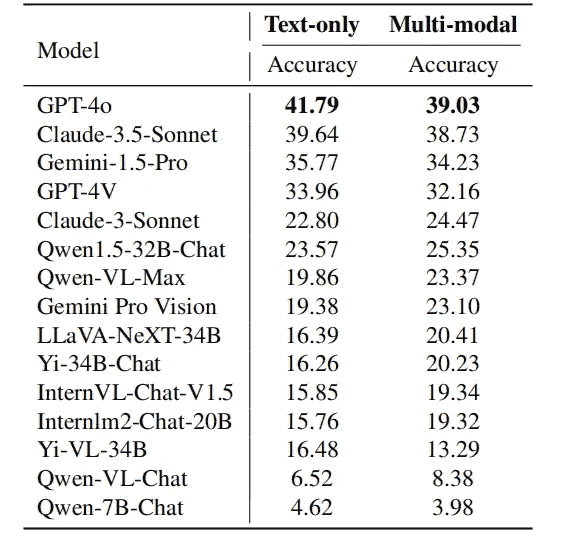 Model Text-only Multi-modal
Accuracy Accuracy
GPT-4o 41.79 39.03
Claude-3.5-Sonnet 39.64 38.73
Gemini-1.5-Pro 35.77 34.23
GPT-4V 33.96 32.16
Claude-3-Sonnet 22.80 24.47
Qwen1.5-32B-Chat 23.57 25.35
Qwen-VL-Max 19.86 23.37
Gemini Pro Vision 19.38 23.10
LLaVA-NeXT-34B 16.39 20.41
Yi-34B-Chat 16.26 20.23
InternVL-Chat-V1.5 15.85 19.34
Internlm2-Chat-20B 15.76 19.32
Yi-VL-34B 16.48 13.29
Qwen-VL-Chat 6.52 8.38
Qwen-7B-Chat 4.62 3.98